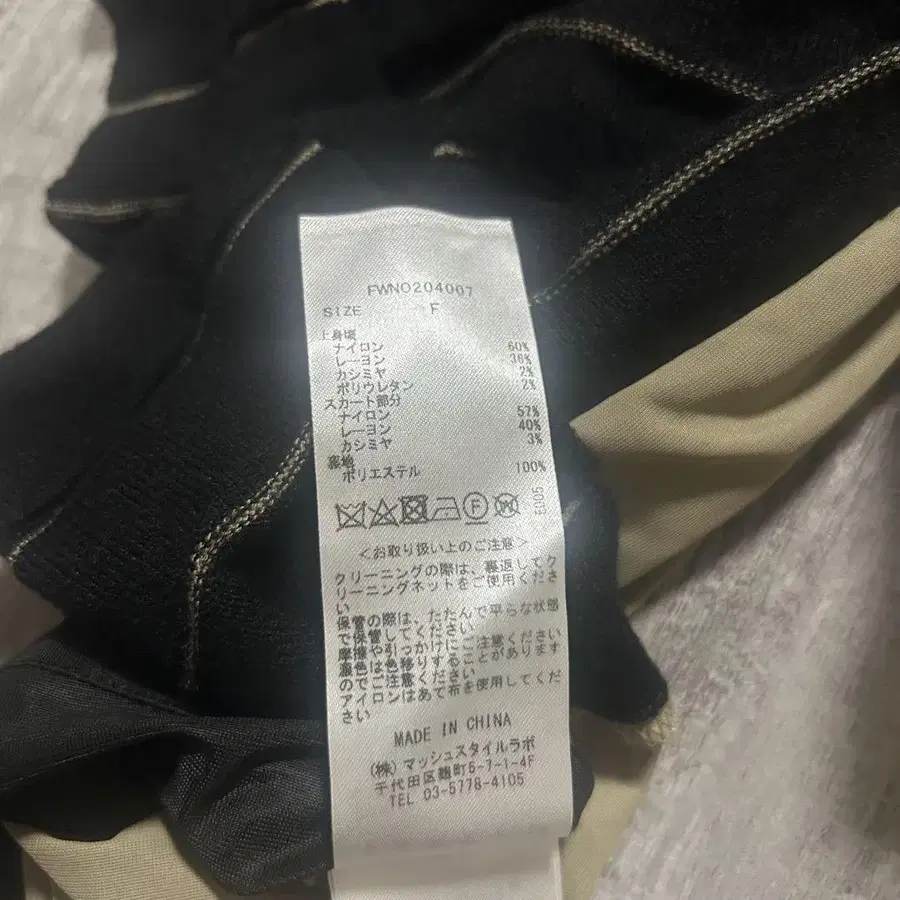 FWNO204007
SIZE F
上身頃
ナイロン 60%
レーヨン 36%
カシミヤ 2%
ポリウレタン 2%
スカート部分
ナイロン 57%
レーヨン 40%
カシミヤ 3%
裏地
ポリエステル 100%
F W
E305
<お取り扱い上のご注意>
クリーニングの際は、裏返してク
リーニングネットをご使用くださ
い
保管の際は、たたんで平らな状態
で保管してください
摩擦や引っかけにご注意ください
濃色は色移りすることがあります
のでご注意ください
アイロンはあて布を使用してくだ
さい
MADE IN CHINA
(株)マッシュスタイルラボ
千代田区麹町5-7-1-4F
TEL 03-5778-4105